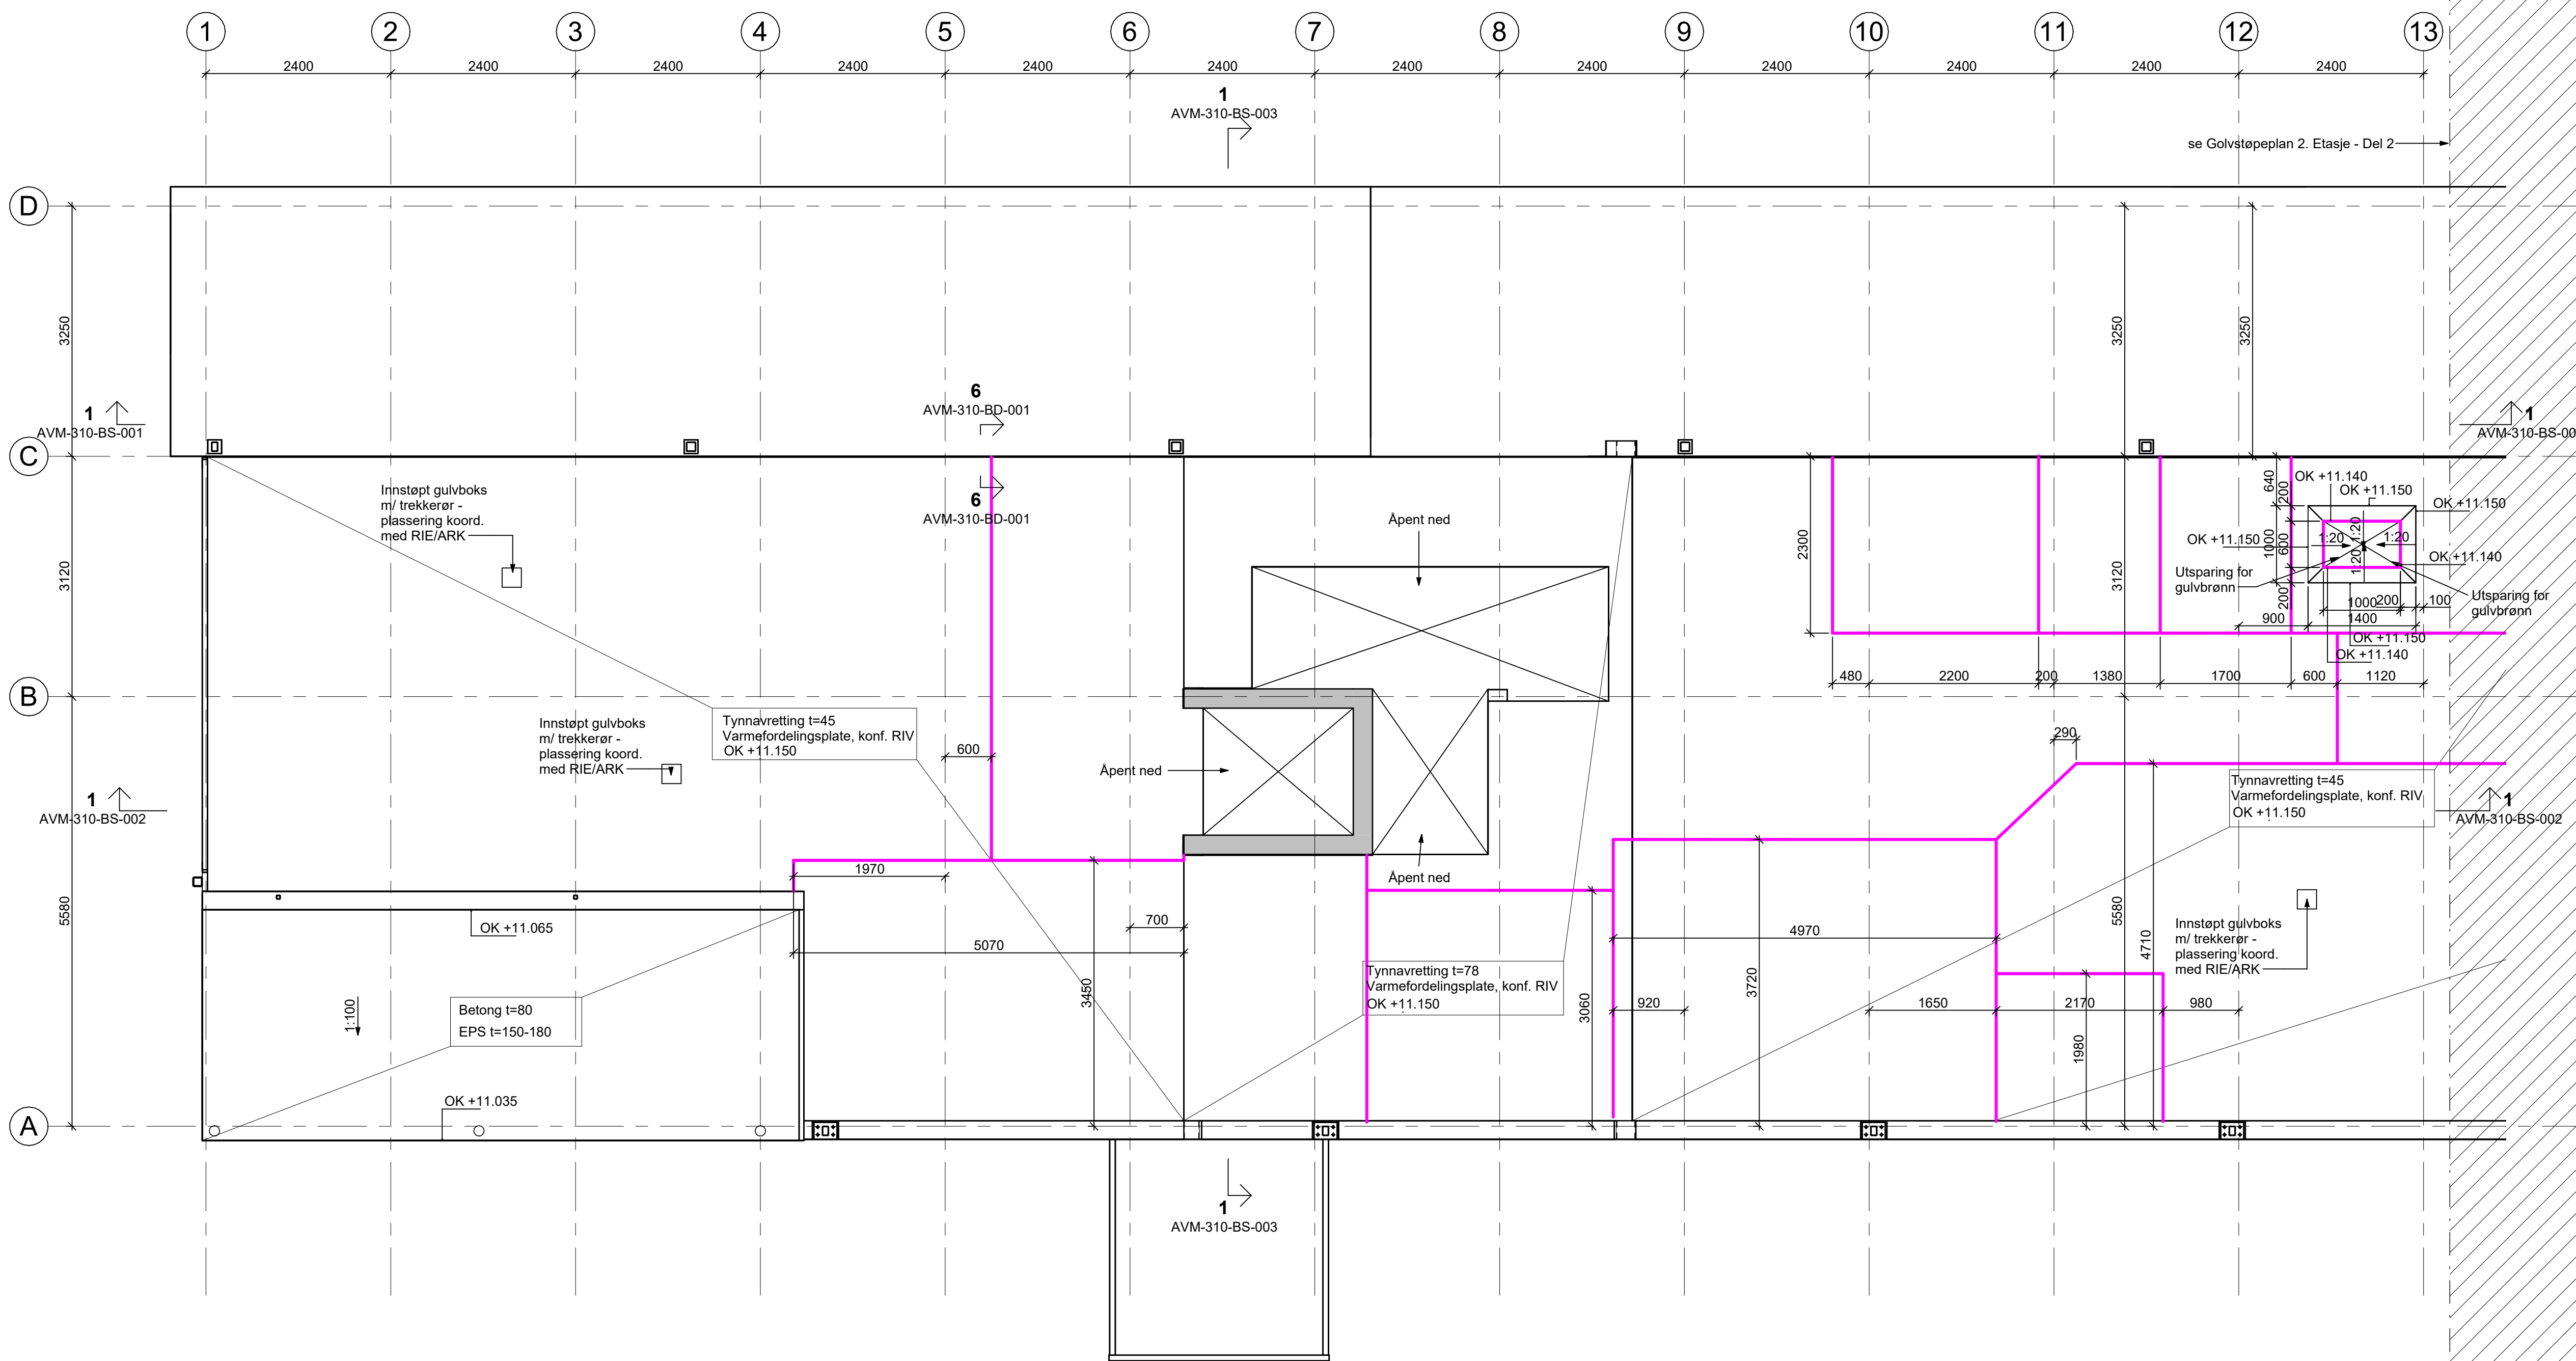 1 2 3 4 5 6 7 8 9 10 11 12 13
2400 2400 2400 2400 2400 2400 2400 2400 2400 2400 2400 2400
1
AVM-310-BS-003
se Golvstøpeplan 2. Etasje - Del 2
D
3250
3250
3250
6
AVM-310-BD-001
1
AVM-310-BS-001
1
AVM-310-BS-00
C
Innstøpt gulvboks
m/ trekkerør -
plassering koord.
med RIE/ARK
6
AVM-310-BD-001
Åpent ned
2300
3120
3120
640
200
1000
600
200
OK +11.140
OK +11.150
OK +11.150
OK +11.150
1:20
1:20
1:20
1:20
OK +11.140
Utsparing for
gulvbrønn
Utsparing for
gulvbrønn
1000
200
100
900
1400
OK +11.150
OK +11.140
480
2200
200
1380
1700
600
1120
B
Innstøpt gulvboks
m/ trekkerør -
plassering koord.
med RIE/ARK
Tynnavretting t=45
Varmefordelingsplate, konf. RIV
OK +11.150
600
Åpent ned
290
Tynnavretting t=45
Varmefordelingsplate, konf. RIV
OK +11.150
1
AVM-310-BS-002
1
AVM-310-BS-002
1970
Åpent ned
5580
5580
OK +11.065
700
5070
4970
4710
Innstøpt gulvboks
m/ trekkerør -
plassering koord.
med RIE/ARK
3450
Tynnavretting t=78
Varmefordelingsplate, konf. RIV
OK +11.150
3720
3060
920
1650
2170
980
1980
1:100
Betong t=80
EPS t=150-180
OK +11.035
A
1
AVM-310-BS-003